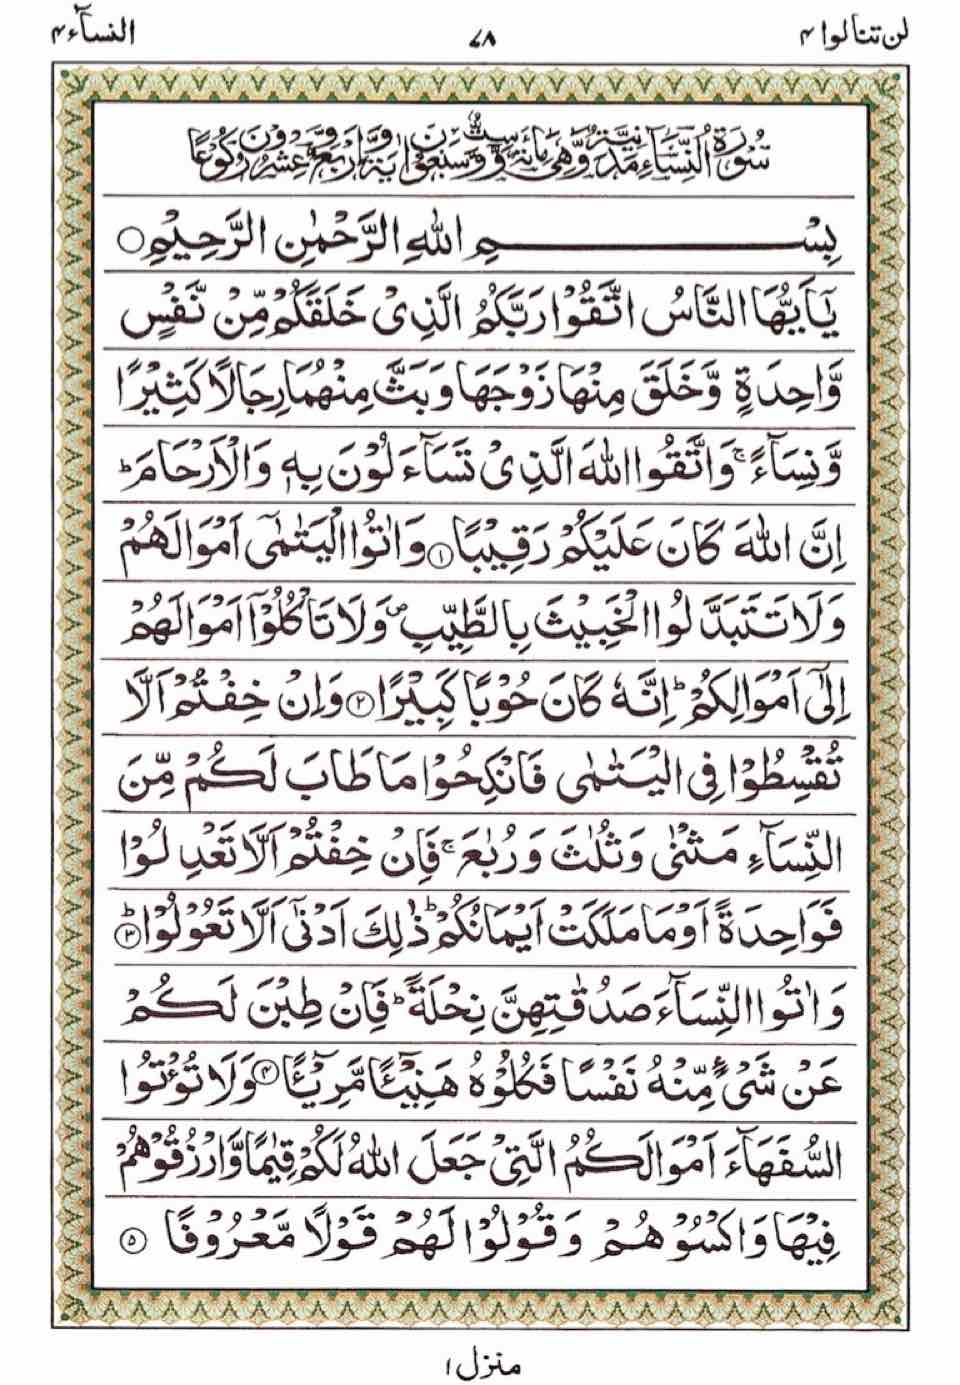 لن تنالوا ۴
۷۸
النسآء ۴
سُوْرَةُ النِّسَآءِ مَدَنِيَّةٌ وَّهِيَ مِائَةٌ وَّسِتٌّ وَّسَبْعُوْنَ اٰيَةً وَّاَرْبَعَةٌ وَّعِشْرُوْنَ رُكُوْعًا
بِسْمِ اللّٰهِ الرَّحْمٰنِ الرَّحِيْمِ ○
يٰۤاَيُّهَا النَّاسُ اتَّقُوْا رَبَّكُمُ الَّذِىْ خَلَقَكُمْ مِّنْ نَّفْسٍ
وَّاحِدَةٍ وَّخَلَقَ مِنْهَا زَوْجَهَا وَبَثَّ مِنْهُمَا رِجَالًا كَثِيْرًا
وَّنِسَآءً ۚ وَاتَّقُوا اللّٰهَ الَّذِىْ تَسَآءَلُوْنَ بِهٖ وَالْاَرْحَامَ ؕ
اِنَّ اللّٰهَ كَانَ عَلَيْكُمْ رَقِيْبًا ۱ وَاٰتُوا الْيَتٰمٰۤى اَمْوَالَهُمْ
وَلَا تَتَبَدَّلُوا الْخَبِيْثَ بِالطَّيِّبِ ۖ وَلَا تَاْكُلُوْۤا اَمْوَالَهُمْ
اِلٰٓى اَمْوَالِكُمْ ؕ اِنَّهٗ كَانَ حُوْبًا كَبِيْرًا ۲ وَاِنْ خِفْتُمْ اَلَّا
تُقْسِطُوْا فِى الْيَتٰمٰى فَانْكِحُوْا مَا طَابَ لَكُمْ مِّنَ
النِّسَآءِ مَثْنٰى وَثُلٰثَ وَرُبٰعَ ۚ فَاِنْ خِفْتُمْ اَلَّا تَعْدِلُوْا
فَوَاحِدَةً اَوْ مَا مَلَكَتْ اَيْمَانُكُمْ ؕ ذٰلِكَ اَدْنٰۤى اَلَّا تَعُوْلُوْا ؕ ۳
وَاٰتُوا النِّسَآءَ صَدُقٰتِهِنَّ نِحْلَةً ؕ فَاِنْ طِبْنَ لَكُمْ
عَنْ شَىْءٍ مِّنْهُ نَفْسًا فَكُلُوْهُ هَنِيْٓئًا مَّرِيْٓئًا ۴ وَلَا تُؤْتُوا
السُّفَهَآءَ اَمْوَالَكُمُ الَّتِىْ جَعَلَ اللّٰهُ لَكُمْ قِيٰمًا وَّارْزُقُوْهُمْ
فِيْهَا وَاكْسُوْهُمْ وَقُوْلُوْا لَهُمْ قَوْلًا مَّعْرُوْفًا ۵
منزل ۱